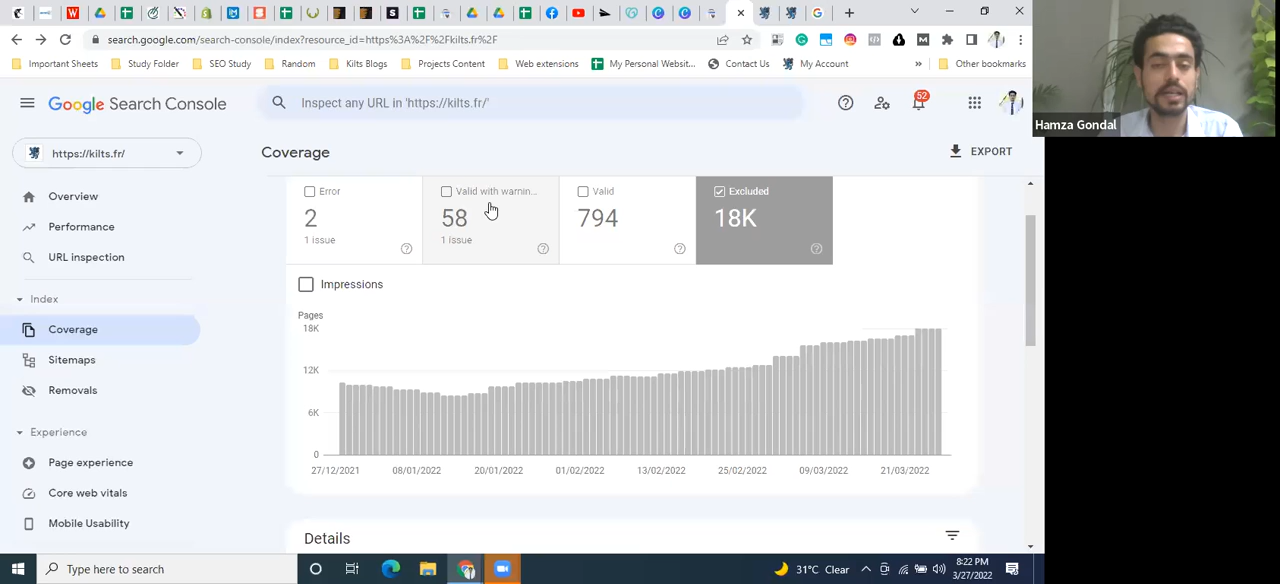 search.google.com/search-console/index?resource_id=https%3A%2F%2Fkilts.fr%2F
Important Sheets
Study Folder
SEO Study
Random
Kilts Blogs
Projects Content
Web extensions
My Personal Websit...
Contact Us
My Account
»
Other bookmarks
Google Search Console
Inspect any URL in 'https://kilts.fr/'
52
Hamza Gondal
https://kilts.fr/
Coverage
EXPORT
Overview
Performance
URL inspection
Index
Coverage
Sitemaps
Removals
Experience
Page experience
Core web vitals
Mobile Usability
Error
2
1 issue
Valid with warnin...
58
1 issue
Valid
794
Excluded
18K
Impressions
Pages
18K
12K
6K
0
27/12/2021 08/01/2022 20/01/2022 01/02/2022 13/02/2022 25/02/2022 09/03/2022 21/03/2022
Details
Type here to search
31°C Clear
8:22 PM
3/27/2022